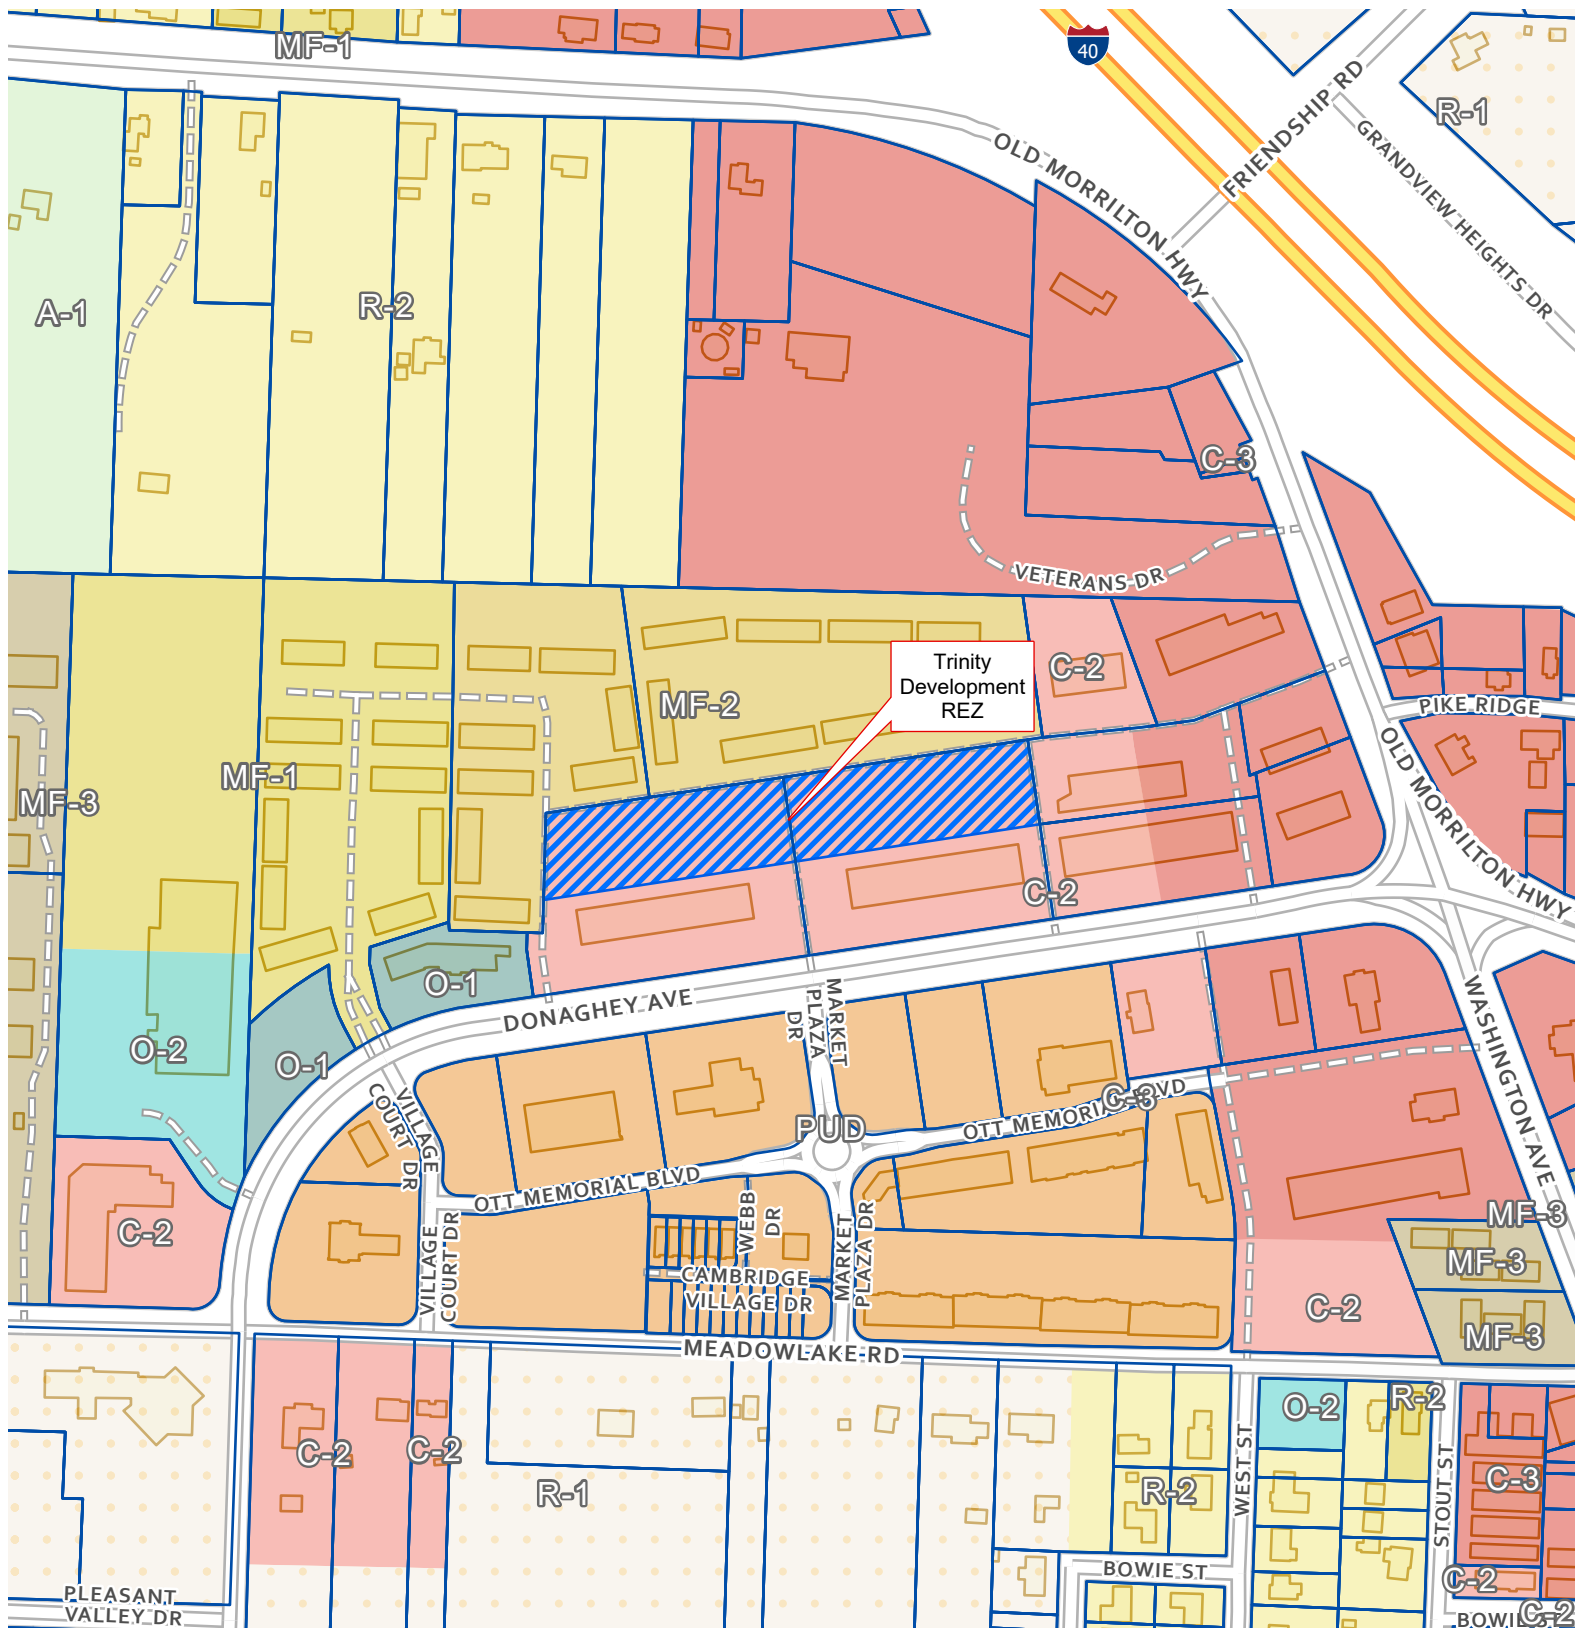 MF-1
40
FRIENDSHIP RD
R-1
GRANDVIEW HEIGHTS DR
OLD MORRILTON HWY
A-1
R-2
C-3
VETERANS DR
Trinity
Development
REZ
C-2
MF-2
PIKE RIDGE
MF-1
MF-3
OLD MORRILTON HWY
C-2
O-1
DONAGHEY AVE
MARKET
PLAZA
DR
WASHINGTON AVE
O-2
O-1
VILLAGE
COURT DR
C-3
OTT MEMORIAL BLVD
PUD
OTT MEMORIAL BLVD
WEBB
DR
MARKET
PLAZA DR
VILLAGE
COURT DR
C-2
MF-3
MF-3
CAMBRIDGE
VILLAGE DR
C-2
MF-3
MEADOWLAKE RD
O-2
R-2
C-2
C-2
R-1
R-2
WEST ST
STOUT ST
C-3
BOWIE ST
C-2
PLEASANT
VALLEY DR
C-2
BOWIE ST